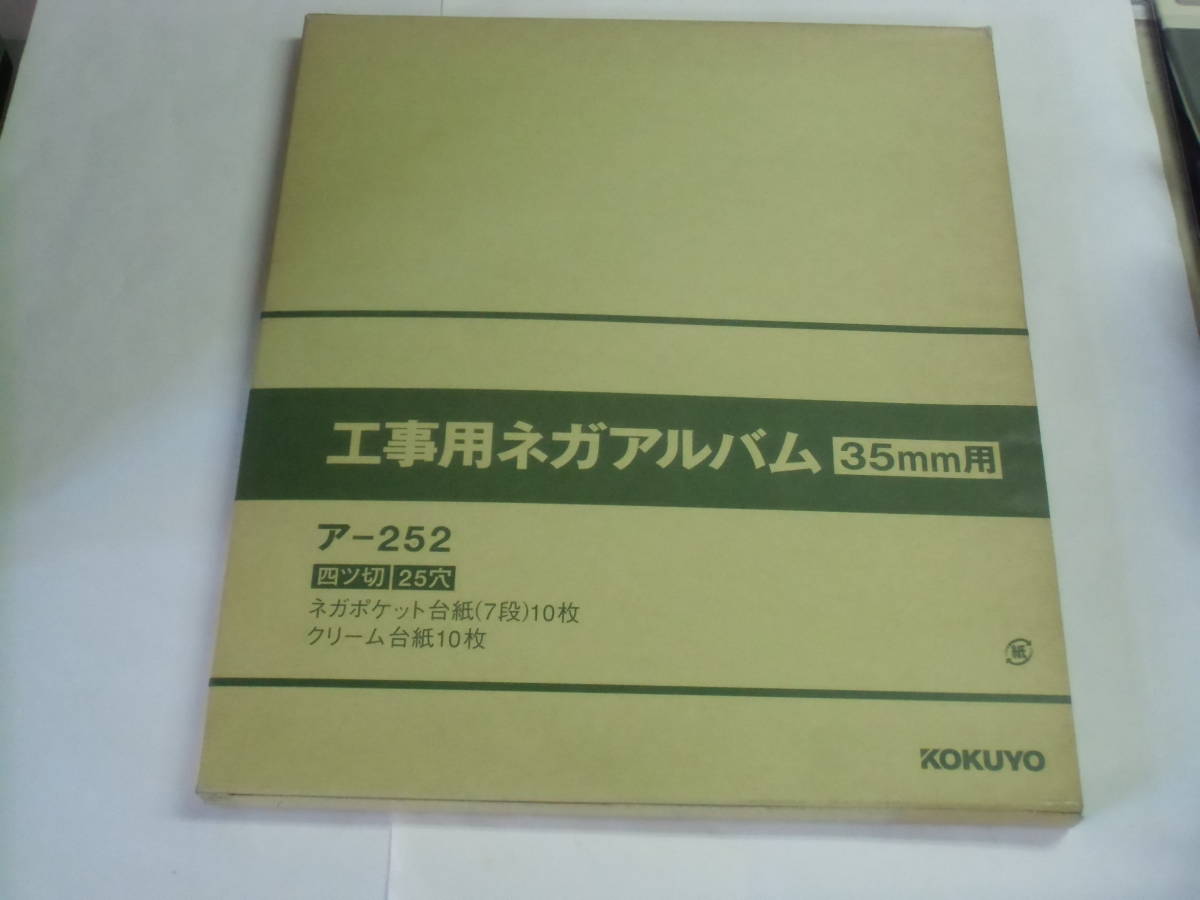 工事用ネガアルバム 35mm用
ア-252
四ツ切 25穴
ネガポケット台紙(7段)10枚
クリーム台紙10枚
紙
KOKUYO